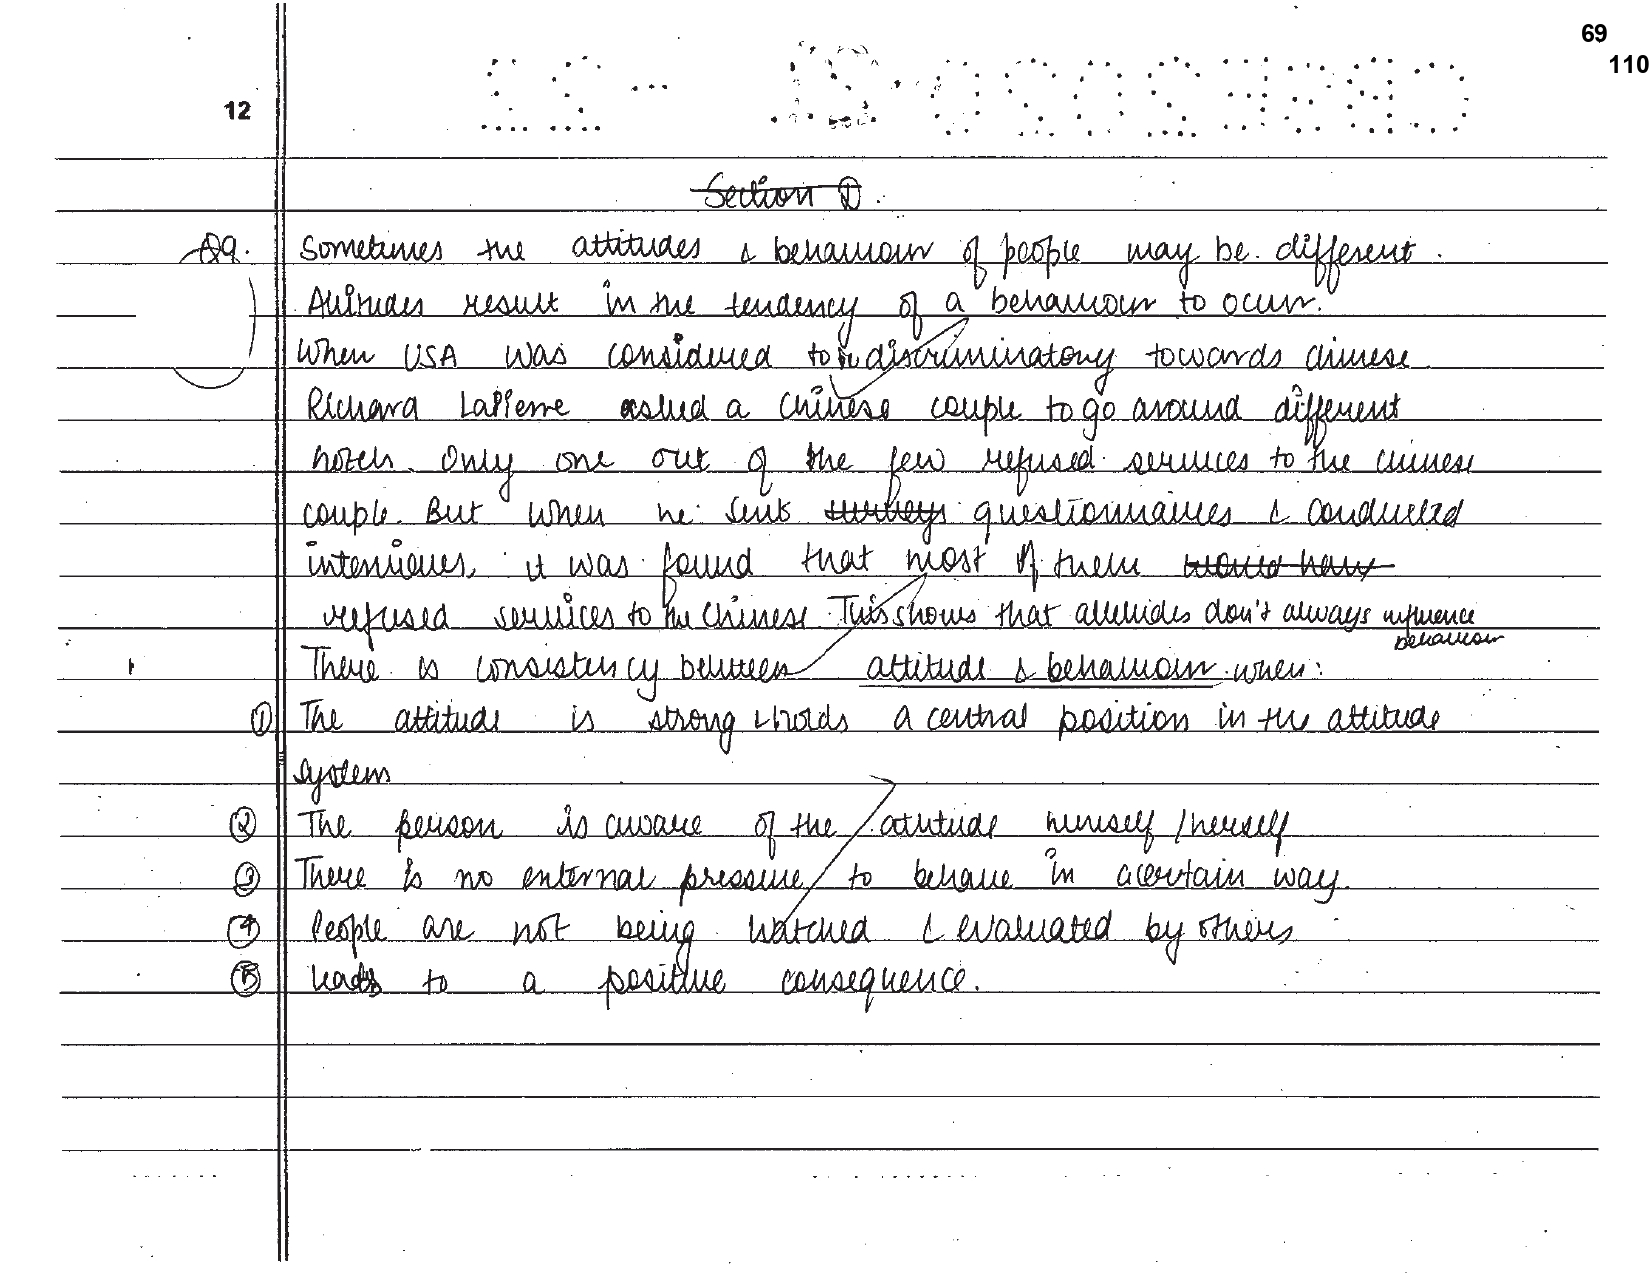 69
110
12
CBSE2020-21 - 22
Section D.
Q9. Sometimes the attitudes & behaviour of people may be different.
Attitudes result in the tendency of a behaviour to occur.
When USA was considered to be discriminatory towards chinese
Richard LaPierre asked a Chinese couple to go around different
hotels. Only one out of the few refused services to the chinese
couple. But when he sent surveys questionnaires & conducted
interviews, it was found that most of them would have
refused services to the Chinese. This shows that attitudes don't always influence
behaviour
There is consistency between attitude & behaviour when:
① The attitude is strong & holds a central position in the attitude
system
② The person is aware of the attitude himself/herself
③ There is no external pressure to behave in a certain way.
④ People are not being watched & evaluated by others
⑤ leads to a positive consequence.